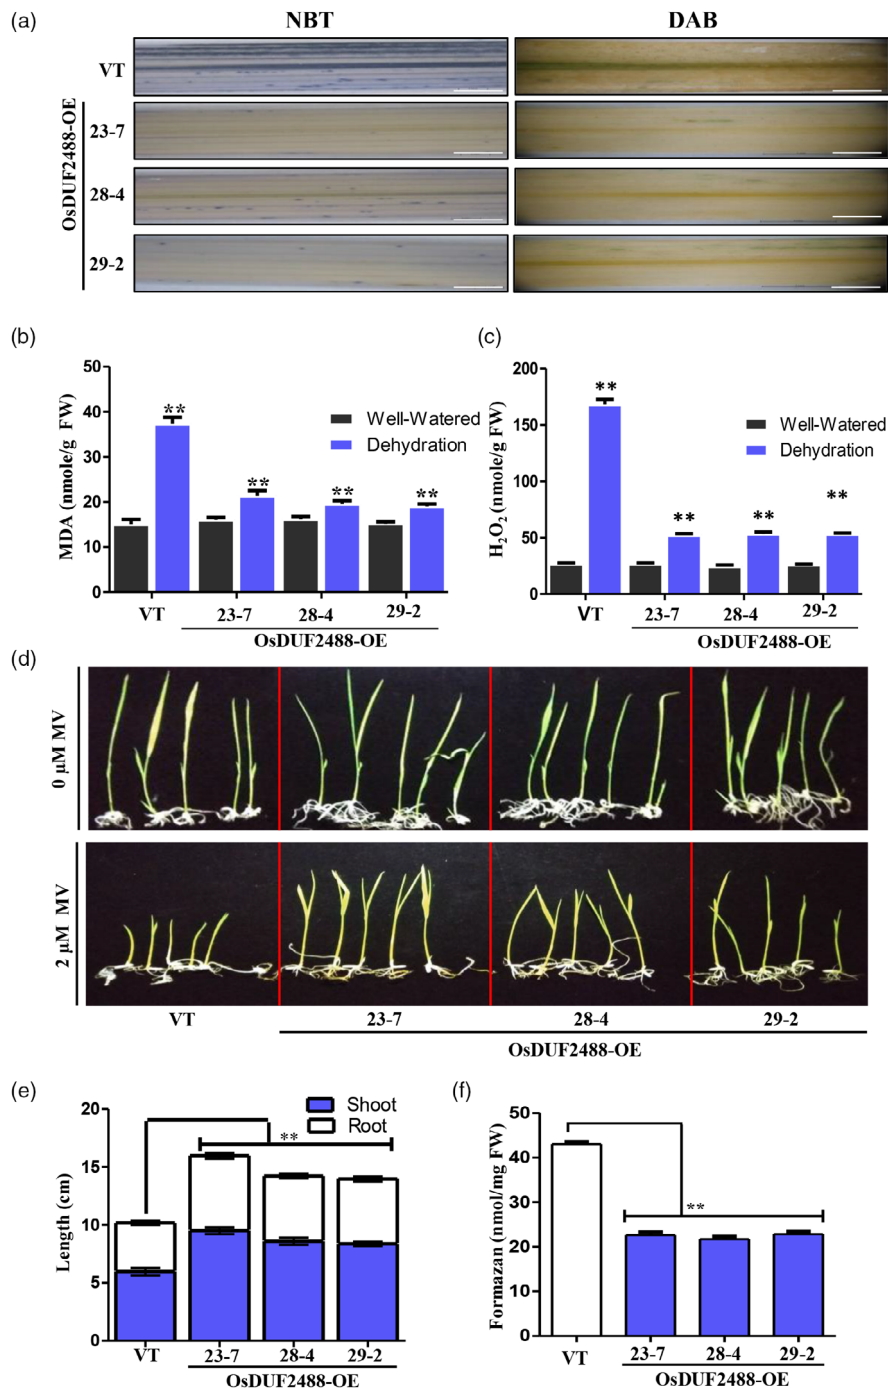 (a)
NBT
DAB
VT
OsDUF2488-OE
23-7
28-4
29-2
(b)
MDA (nmole/g FW)
50
40
30
20
10
0
Well-Watered
Dehydration
**
**
**
**
VT
23-7
28-4
29-2
OsDUF2488-OE
(c)
H₂O₂ (nmole/g FW)
200
150
100
50
0
Well-Watered
Dehydration
**
**
**
**
VT
23-7
28-4
29-2
OsDUF2488-OE
(d)
0 µM MV
2 µM MV
VT
23-7
28-4
29-2
OsDUF2488-OE
(e)
Length (cm)
20
15
10
5
0
Shoot
Root
**
VT
23-7
28-4
29-2
OsDUF2488-OE
(f)
Formazan (nmol/mg FW)
50
40
30
20
10
0
**
VT
23-7
28-4
29-2
OsDUF2488-OE